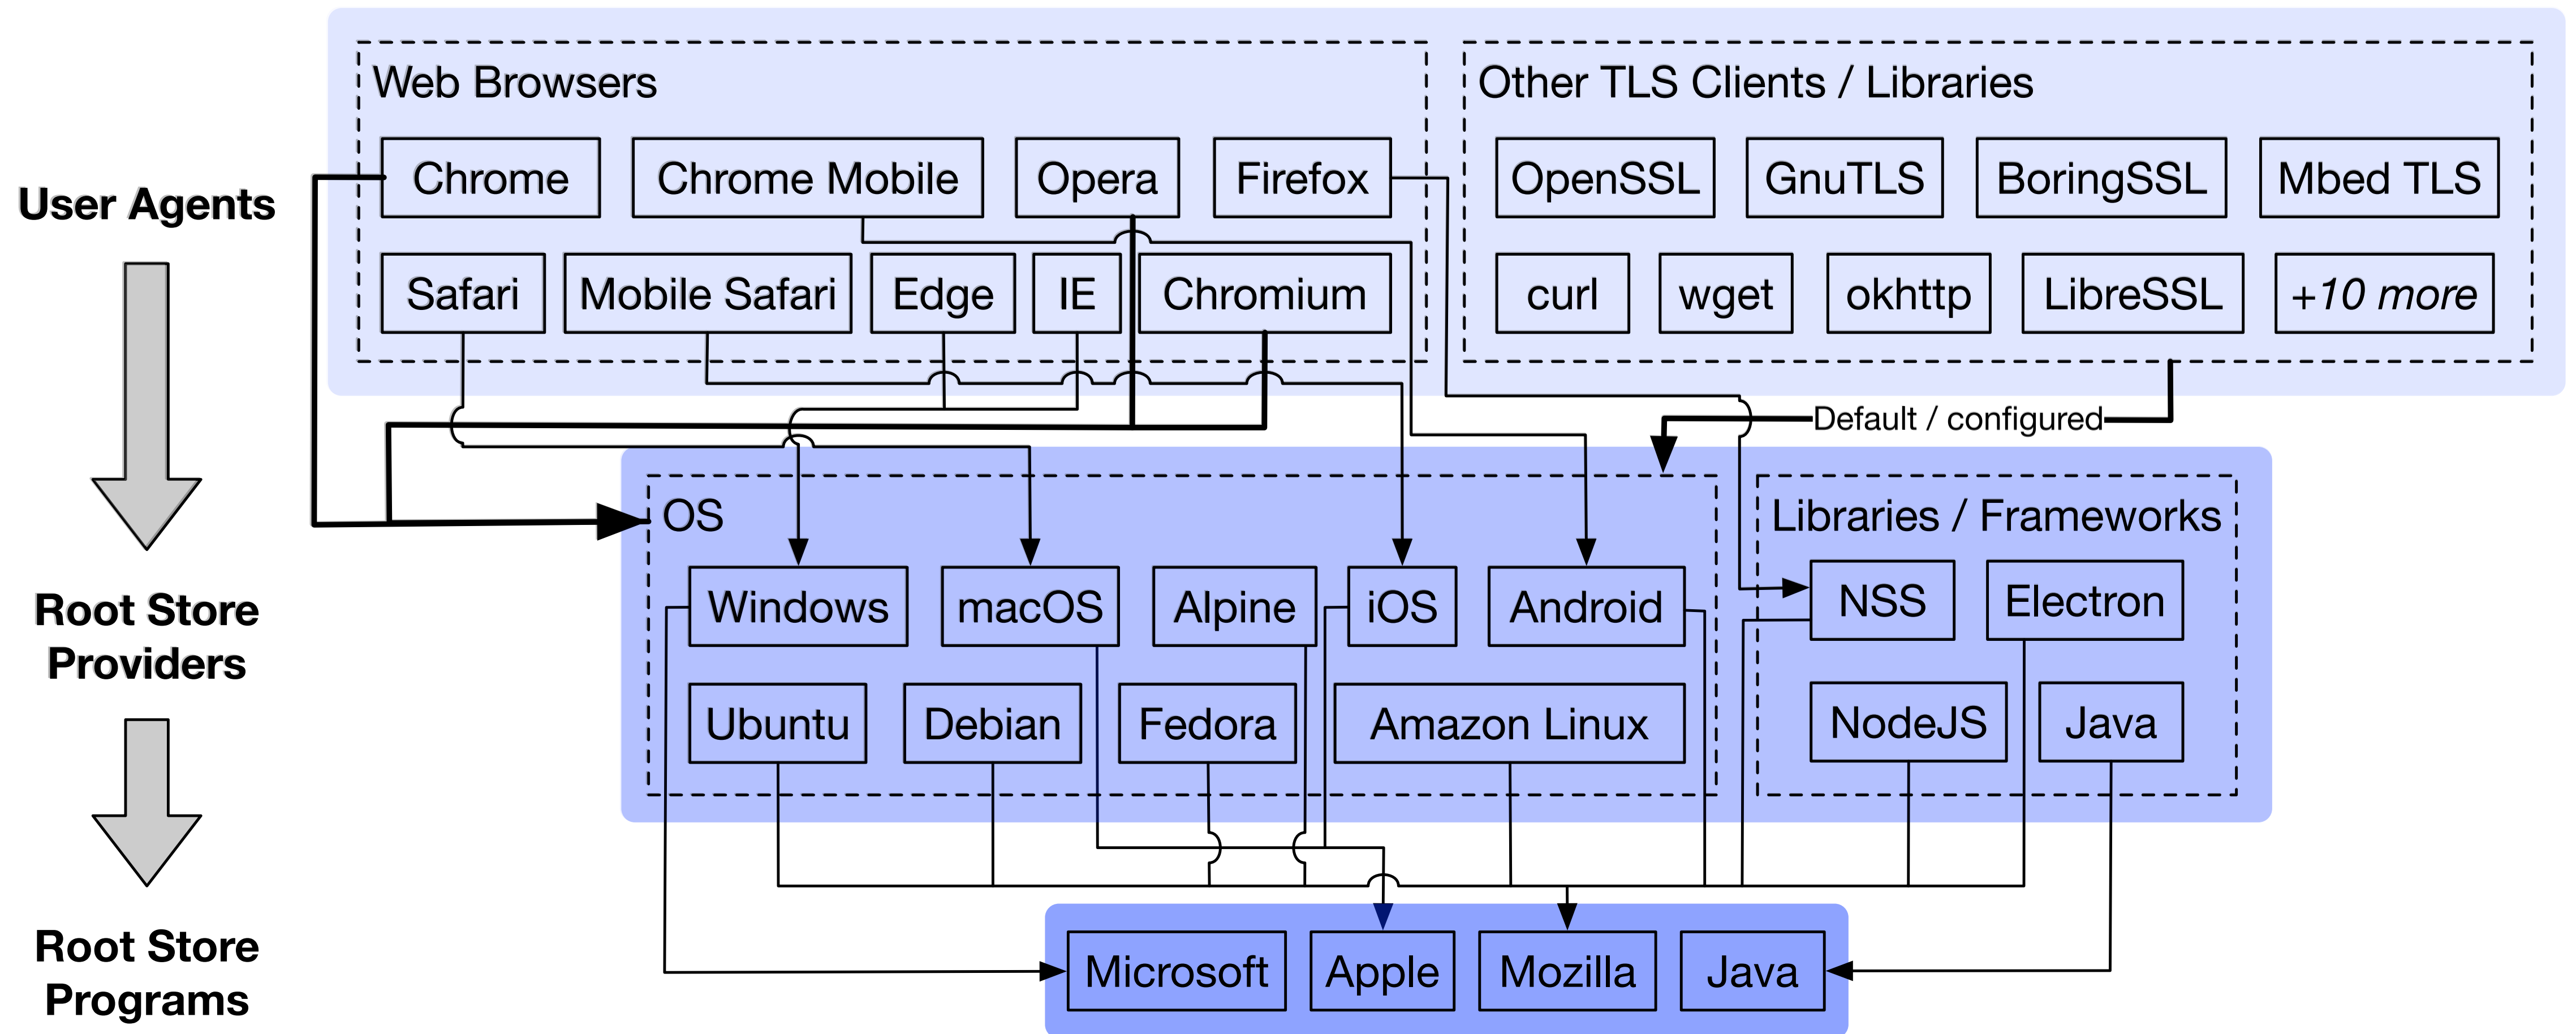 Web Browsers
Other TLS Clients / Libraries
Chrome
Chrome Mobile
Opera
Firefox
OpenSSL
GnuTLS
BoringSSL
Mbed TLS
User Agents
Safari
Mobile Safari
Edge
IE
Chromium
curl
wget
okhttp
LibreSSL
+10 more
Default / configured
OS
Libraries / Frameworks
Root Store
Providers
Windows
macOS
Alpine
iOS
Android
NSS
Electron
Ubuntu
Debian
Fedora
Amazon Linux
NodeJS
Java
Root Store
Programs
Microsoft
Apple
Mozilla
Java